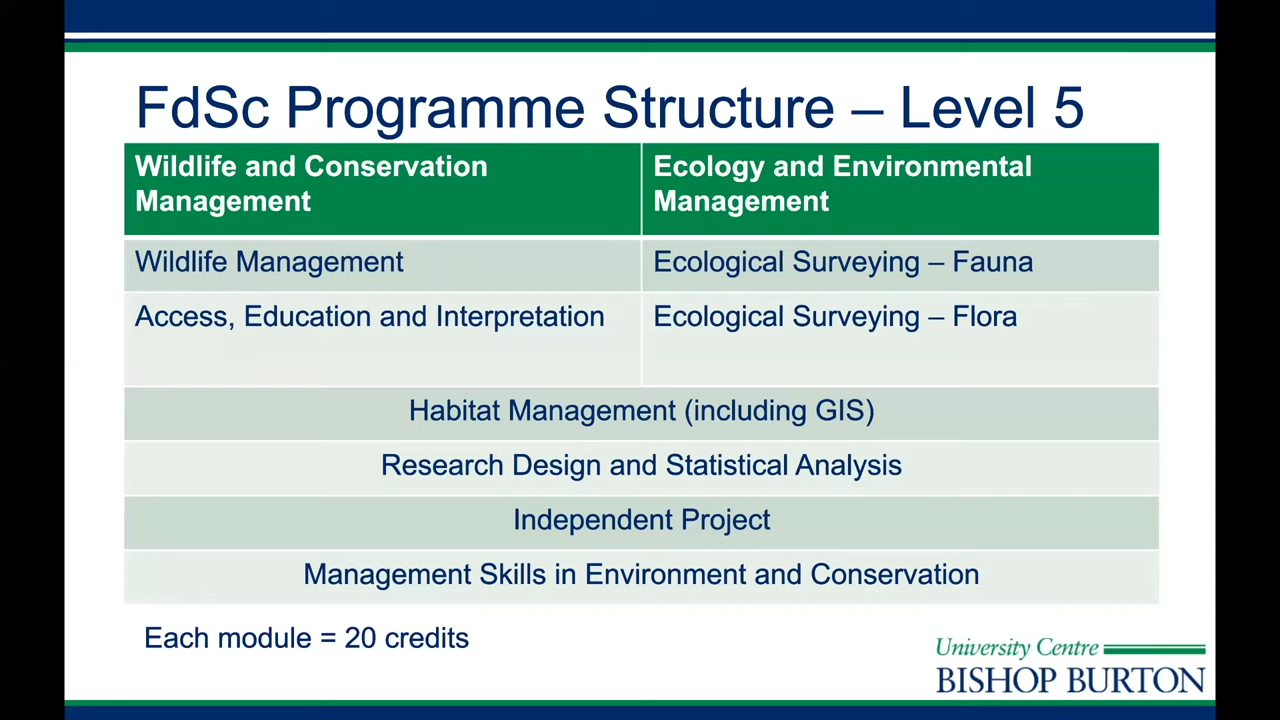 FdSc Programme Structure – Level 5
Wildlife and Conservation
Management
Ecology and Environmental
Management
Wildlife Management
Ecological Surveying – Fauna
Access, Education and Interpretation
Ecological Surveying – Flora
Habitat Management (including GIS)
Research Design and Statistical Analysis
Independent Project
Management Skills in Environment and Conservation
Each module = 20 credits
University Centre
BISHOP BURTON